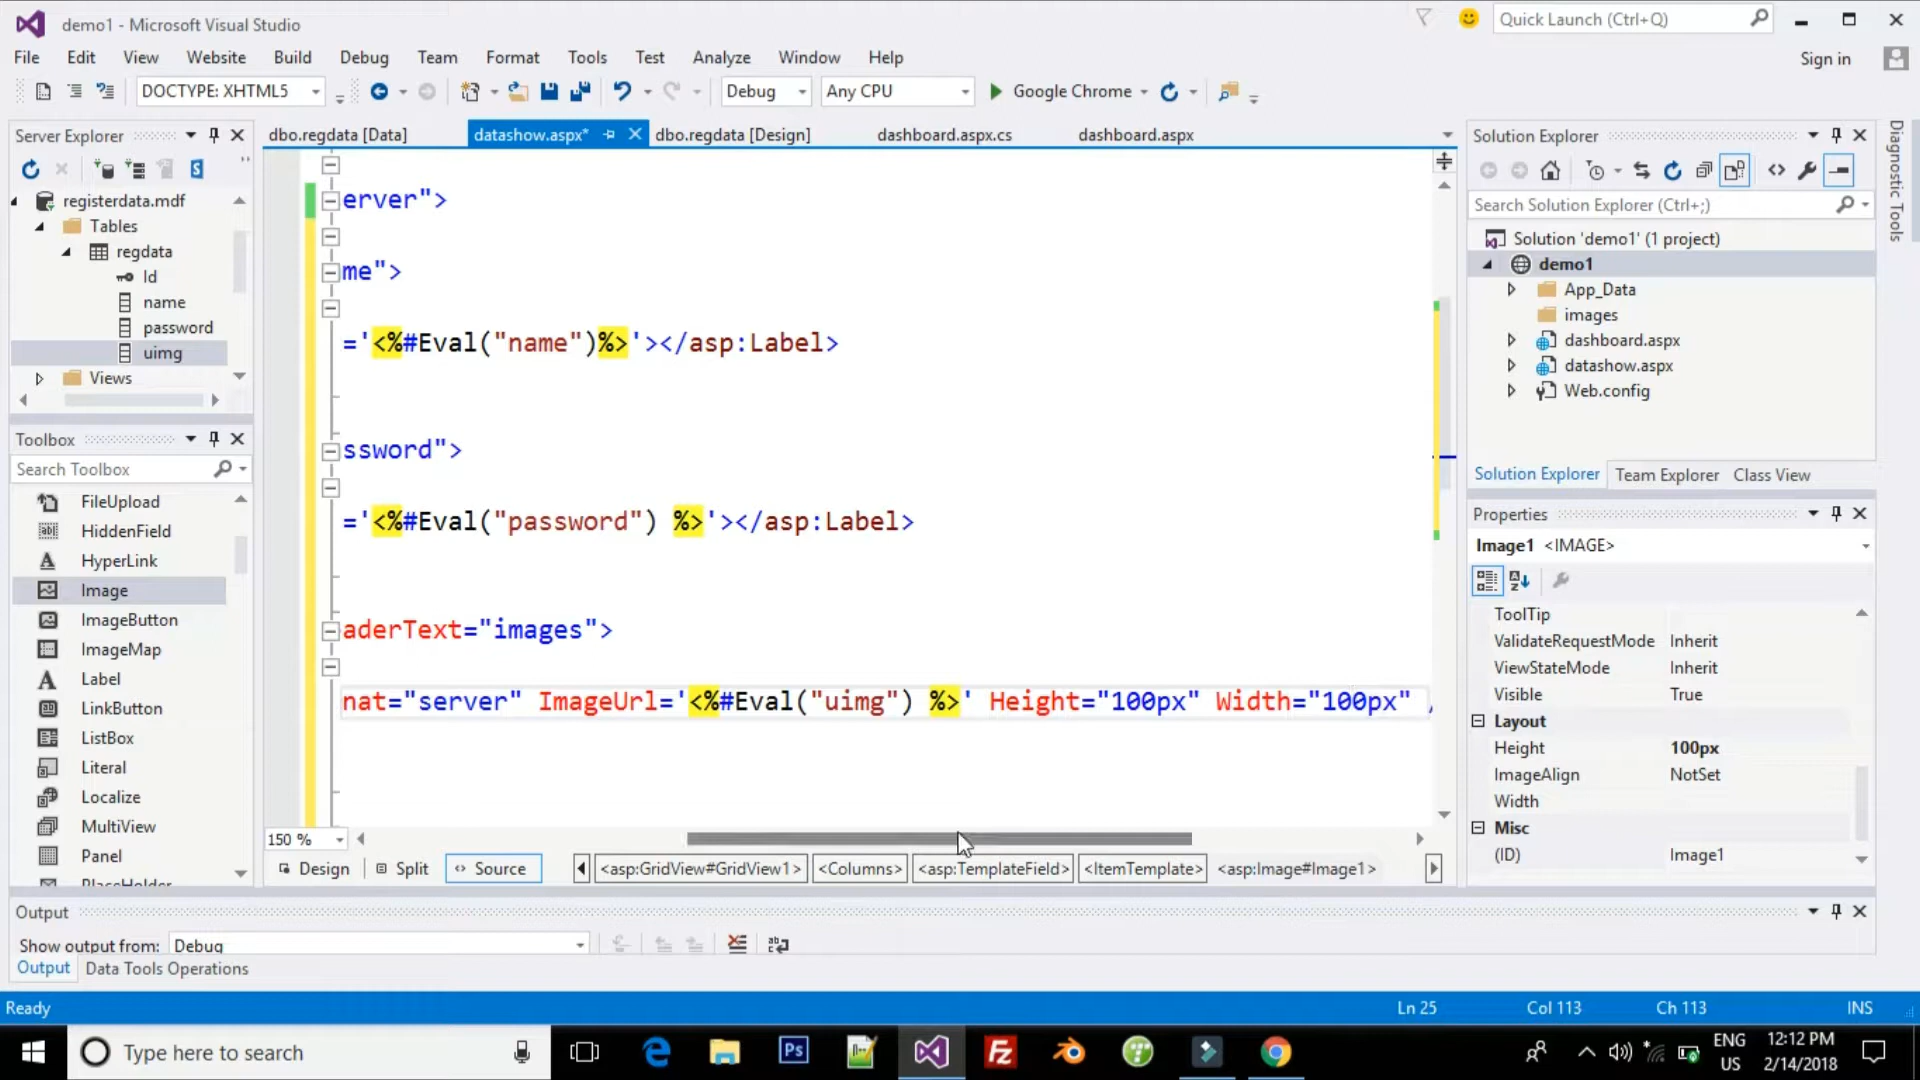 demo1 - Microsoft Visual Studio
Quick Launch (Ctrl+Q)
File Edit View Website Build Debug Team Format Tools Test Analyze Window Help
Sign in
DOCTYPE: XHTML5
Debug
Any CPU
Google Chrome
Server Explorer
registerdata.mdf
Tables
regdata
Id
name
password
uimg
Views
Toolbox
Search Toolbox
FileUpload
HiddenField
HyperLink
Image
ImageButton
ImageMap
Label
LinkButton
ListBox
Literal
Localize
MultiView
Panel
PlaceHolder
dbo.regdata [Data]
datashow.aspx*
dbo.regdata [Design]
dashboard.aspx.cs
dashboard.aspx
erver">
me">
='<%#Eval("name")%>'></asp:Label>
ssword">
='<%#Eval("password") %>'></asp:Label>
aderText="images">
nat="server" ImageUrl='<%#Eval("uimg") %>' Height="100px" Width="100px"
150 %
Design
Split
Source
<asp:GridView#GridView1>
<Columns>
<asp:TemplateField>
<ItemTemplate>
<asp:Image#Image1>
Solution Explorer
Search Solution Explorer (Ctrl+;)
Solution 'demo1' (1 project)
demo1
App_Data
images
dashboard.aspx
datashow.aspx
Web.config
Solution Explorer Team Explorer Class View
Diagnostic Tools
Properties
Image1 <IMAGE>
ToolTip
ValidateRequestMode Inherit
ViewStateMode Inherit
Visible True
Layout
Height 100px
ImageAlign NotSet
Width
Misc
(ID) Image1
Output
Show output from: Debug
Output Data Tools Operations
Ready
Ln 25
Col 113
Ch 113
INS
Type here to search
Ps
Fz
ENG
US
12:12 PM
2/14/2018